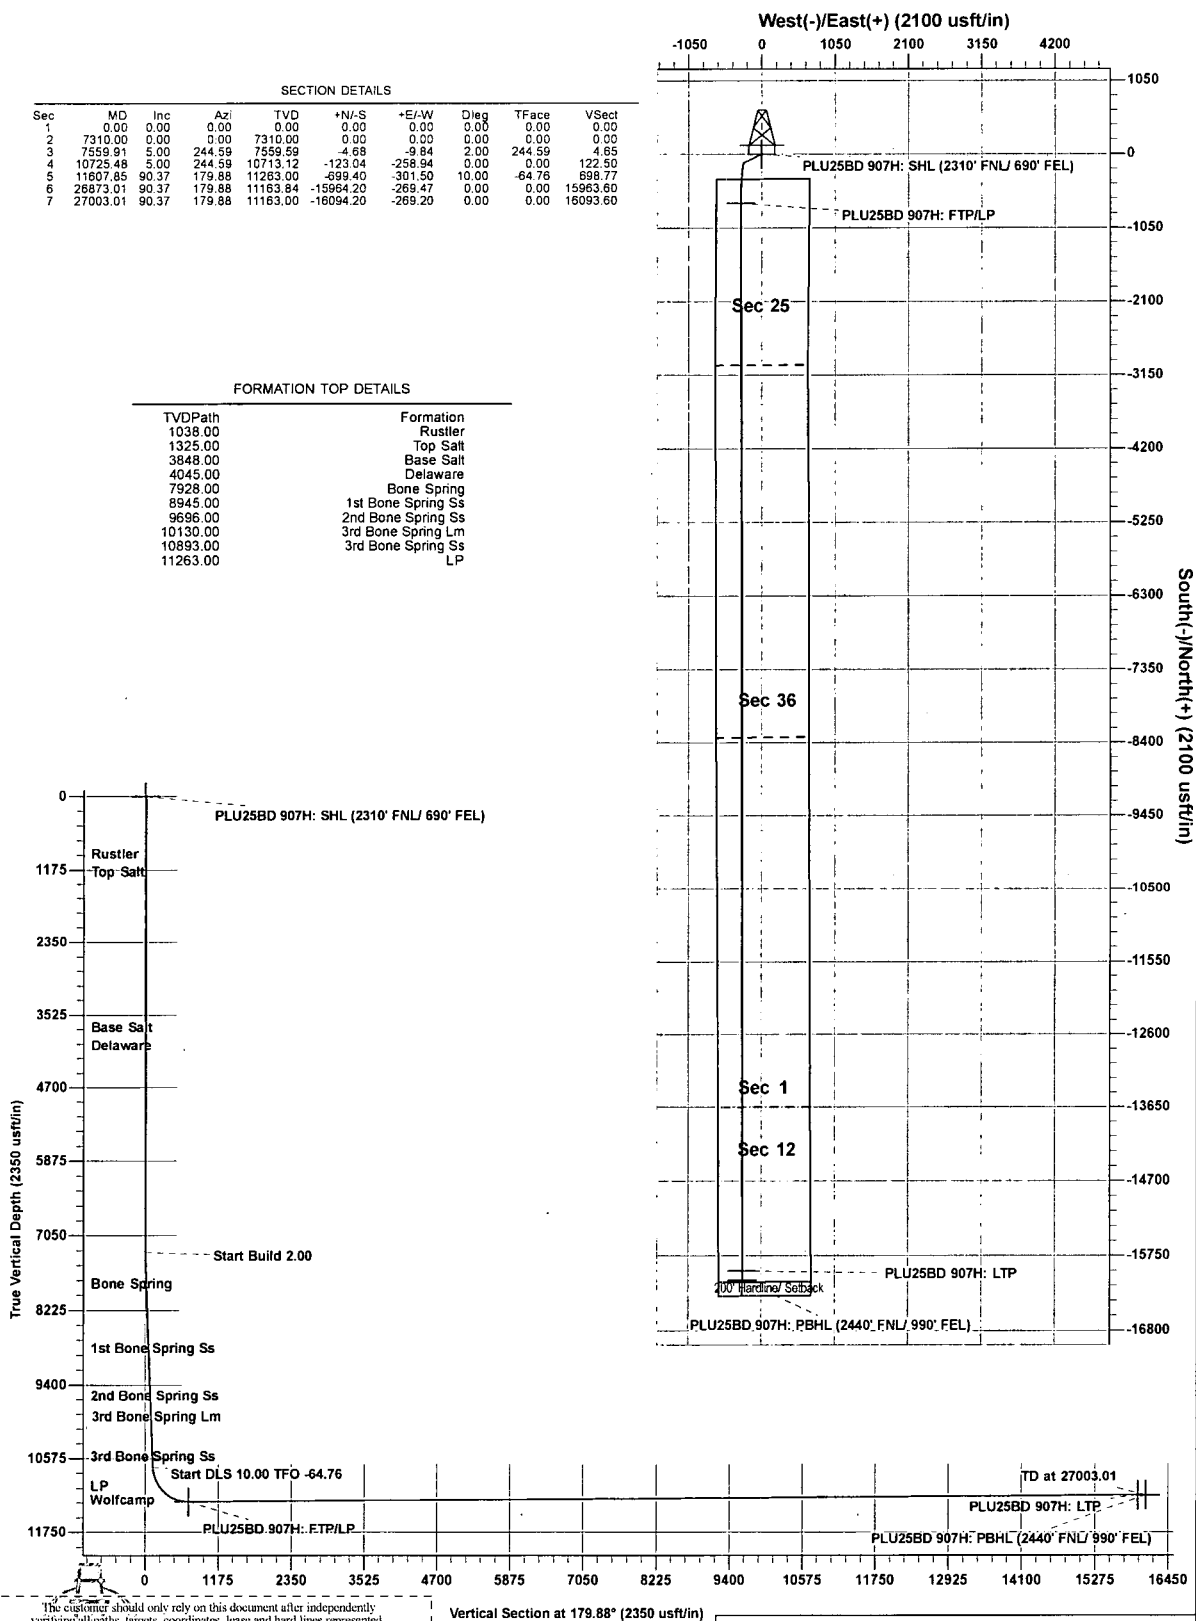 West(-)/East(+) (2100 usft/in)
-1050 0 1050 2100 3150 4200
SECTION DETAILS
Sec MD Inc Azi TVD +N/-S +E/-W Dleg TFace VSect
1 0.00 0.00 0.00 0.00 0.00 0.00 0.00 0.00 0.00
2 7310.00 0.00 0.00 7310.00 0.00 0.00 0.00 0.00 0.00
3 7559.91 5.00 244.59 7559.59 -4.68 -9.84 2.00 244.59 4.65
4 10725.48 5.00 244.59 10713.12 -123.04 -258.94 0.00 0.00 122.50
5 11607.85 90.37 179.88 11263.00 -699.40 -301.50 10.00 -64.76 698.77
6 26873.01 90.37 179.88 11163.84 -15964.20 -269.47 0.00 0.00 15963.60
7 27003.01 90.37 179.88 11163.00 -16094.20 -269.20 0.00 0.00 16093.60
FORMATION TOP DETAILS
TVDPath Formation
1038.00 Rustler
1325.00 Top Salt
3848.00 Base Salt
4045.00 Delaware
7928.00 Bone Spring
8945.00 1st Bone Spring Ss
9696.00 2nd Bone Spring Ss
10130.00 3rd Bone Spring Lm
10893.00 3rd Bone Spring Ss
11263.00 LP
1050
0
-1050
-2100
-3150
-4200
-5250
-6300
-7350
-8400
-9450
-10500
-11550
-12600
-13650
-14700
-15750
-16800
South(-)/North(+) (2100 usft/in)
PLU25BD 907H: SHL (2310' FNL/ 690' FEL)
PLU25BD 907H: FTP/LP
Sec 25
Sec 36
Sec 1
Sec 12
PLU25BD 907H: LTP
200' Hardline/ Setback
PLU25BD 907H: PBHL (2440' FNL/ 990' FEL)
True Vertical Depth (2350 usft/in)
0
1175
2350
3525
4700
5875
7050
8225
9400
10575
11750
PLU25BD 907H: SHL (2310' FNL/ 690' FEL)
Rustler
Top Salt
Base Salt
Delaware
Start Build 2.00
Bone Spring
1st Bone Spring Ss
2nd Bone Spring Ss
3rd Bone Spring Lm
3rd Bone Spring Ss
Start DLS 10.00 TFO -64.76
LP
Wolfcamp
PLU25BD 907H: FTP/LP
TD at 27003.01
PLU25BD 907H: LTP
PLU25BD 907H: PBHL (2440' FNL/ 990' FEL)
0 1175 2350 3525 4700 5875 7050 8225 9400 10575 11750 12925 14100 15275 16450
Vertical Section at 179.88° (2350 usft/in)
The customer should only rely on this document after independently
verifying all paths, targets, coordinates, lease and hard lines represented